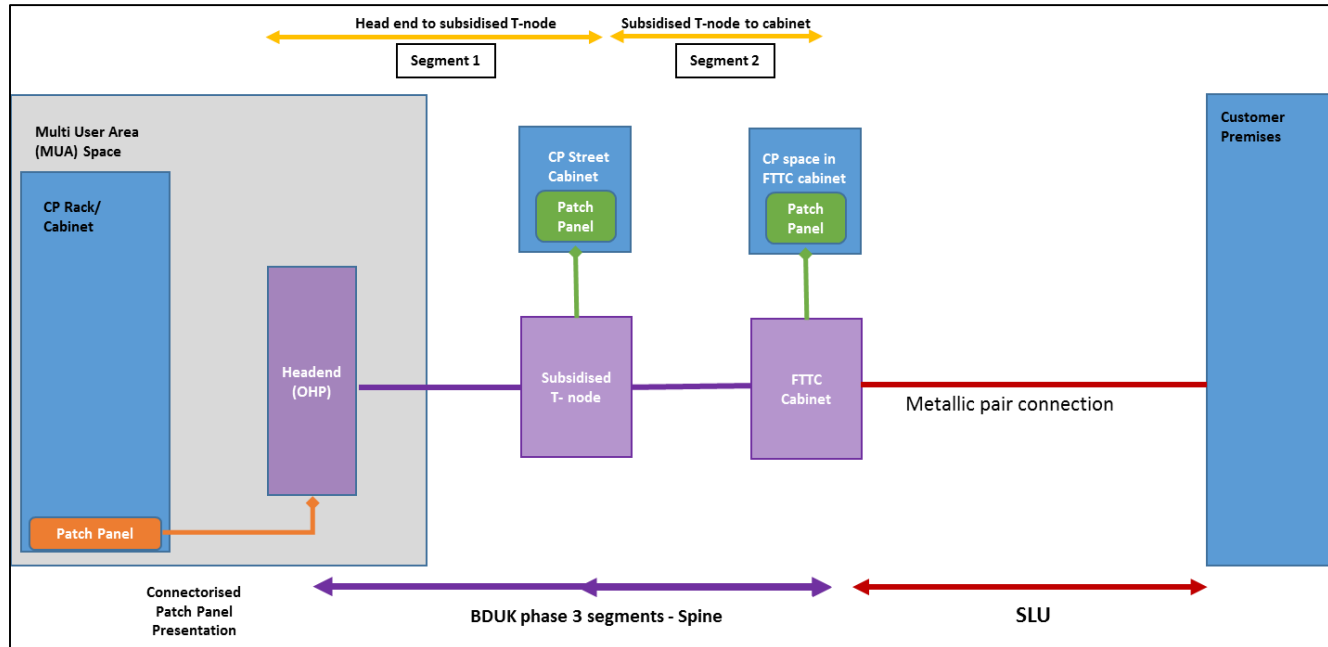 Head end to subsidised T-node
Subsidised T-node to cabinet
Segment 1
Segment 2
Multi User Area
(MUA) Space
CP Rack/
Cabinet
Patch Panel
Headend
(OHP)
CP Street
Cabinet
Patch
Panel
Subsidised
T- node
CP space in
FTTC cabinet
Patch
Panel
FTTC
Cabinet
Metallic pair connection
Customer
Premises
Connectorised
Patch Panel
Presentation
BDUK phase 3 segments - Spine
SLU